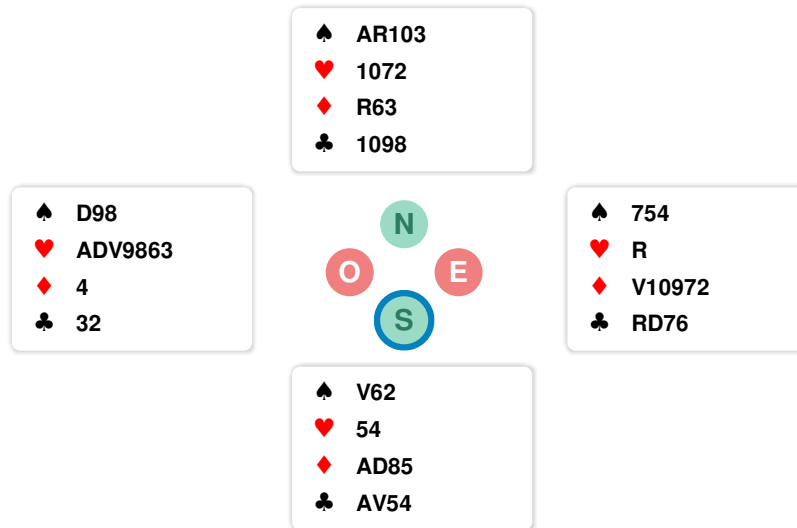 ♠ AR103
♥ 1072
♦ R63
♣ 1098
♠ D98
♥ ADV9863
♦ 4
♣ 32
N
O E
S
♠ 754
♥ R
♦ V10972
♣ RD76
♠ V62
♥ 54
♦ AD85
♣ AV54